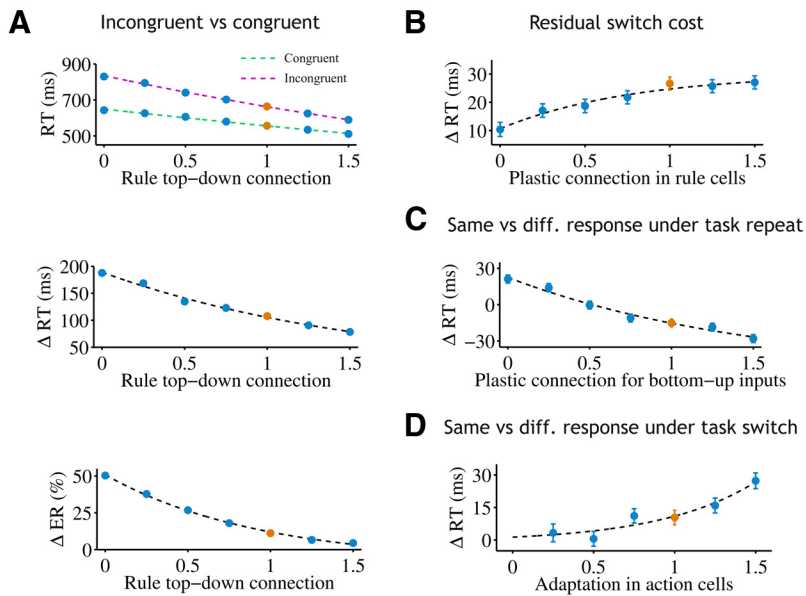 A
Incongruent vs congruent
Congruent
Incongruent
RT (ms)
900
700
500
0 0.5 1 1.5
Rule top−down connection
Δ RT (ms)
200
150
100
50
0 0.5 1 1.5
Rule top−down connection
Δ ER (%)
50
25
0
0 0.5 1 1.5
Rule top−down connection
B
Residual switch cost
Δ RT (ms)
30
20
10
0 0.5 1 1.5
Plastic connection in rule cells
C
Same vs diff. response under task repeat
Δ RT (ms)
30
0
−30
0 0.5 1 1.5
Plastic connection for bottom−up inputs
D
Same vs diff. response under task switch
Δ RT (ms)
30
15
0
0 0.5 1 1.5
Adaptation in action cells